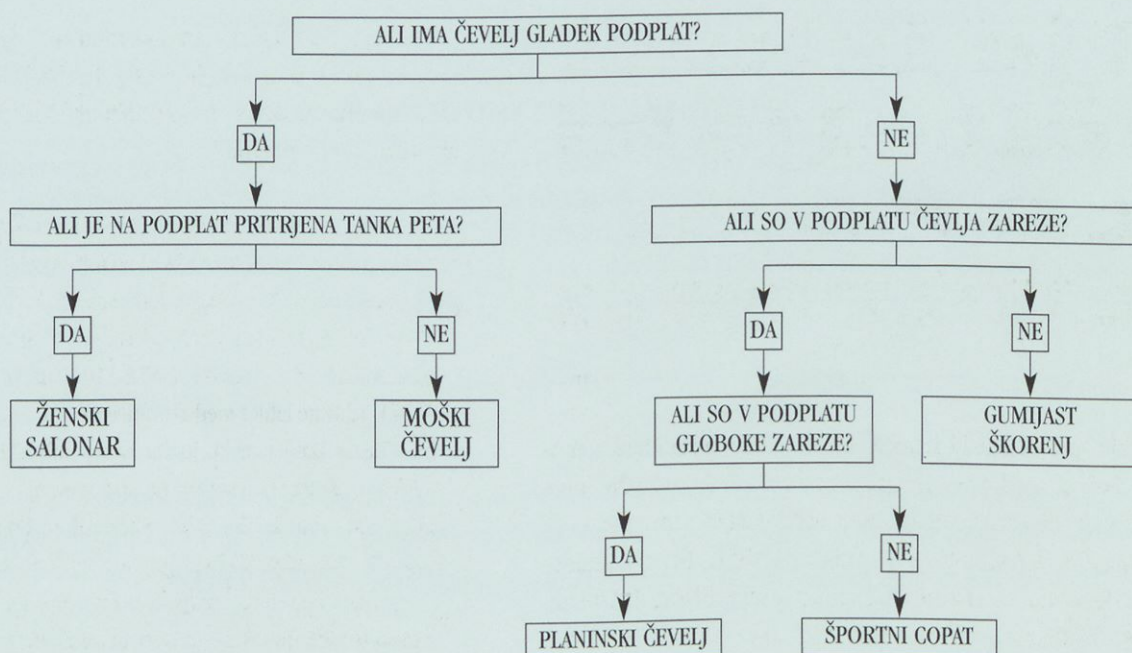 ALI IMA ČEVELJ GLADEK PODPLAT?
DA
NE
ALI JE NA PODPLAT PRITRJENA TANKA PETA?
ALI SO V PODPLATU ČEVLJA ZAREZE?
DA
NE
DA
NE
ŽENSKI
SALONAR
MOŠKI
ČEVELJ
ALI SO V PODPLATU
GLOBOKE ZAREZE?
GUMIJAST
ŠKORENJ
DA
NE
PLANINSKI ČEVELJ
ŠPORTNI COPAT